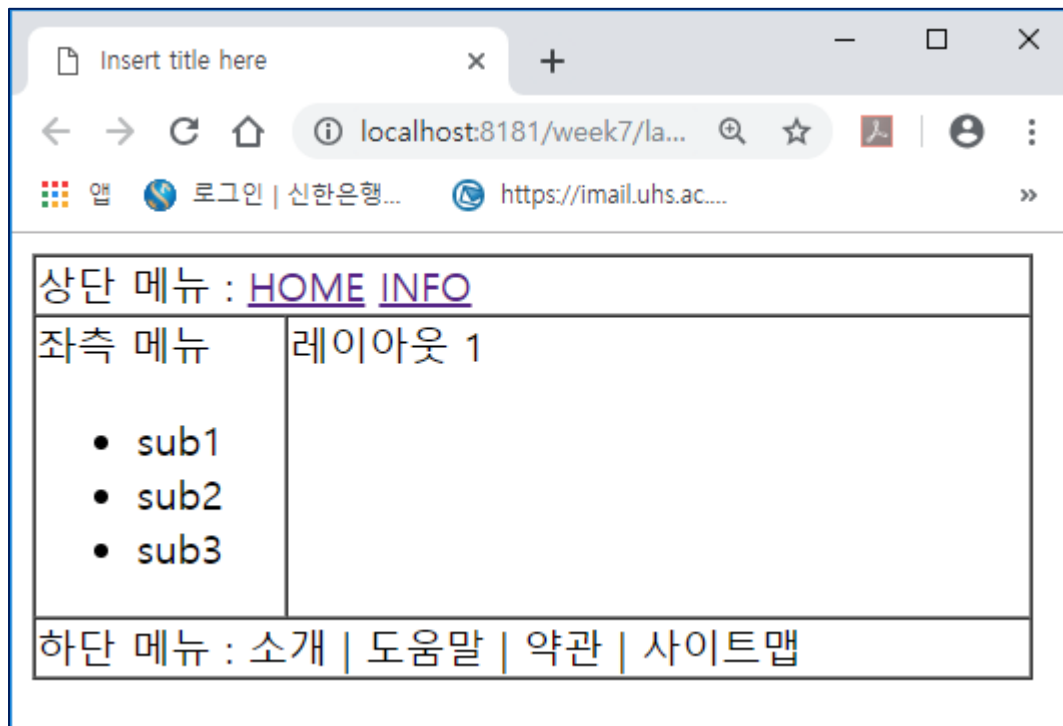 Insert title here
localhost:8181/week7/la...
앱 로그인 | 신한은행... https://imail.uhs.ac....
상단 메뉴 : HOME INFO
좌측 메뉴 레이아웃 1
sub1
sub2
sub3
하단 메뉴 : 소개 | 도움말 | 약관 | 사이트맵